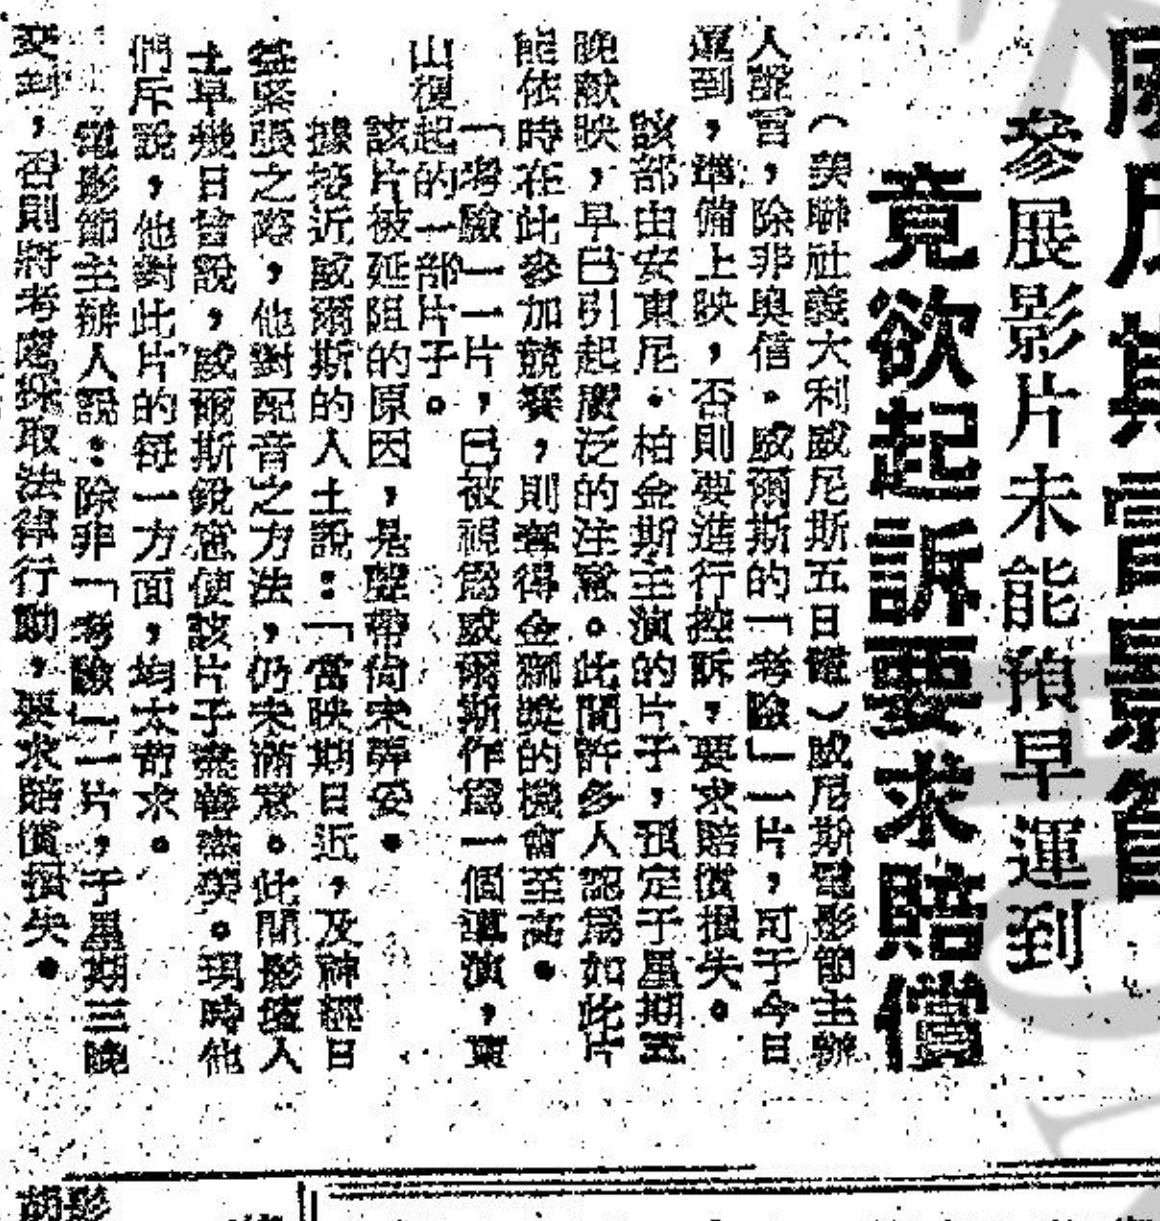 參展影片未能預早運到
竟欲起訴要求賠償
(美聯社義大利威尼斯五日電)威尼斯電影節主辦
人證言,除非奥信·威爾斯的「考驗」一片,可于今日
運到,準備上映,否則要進行控訴,要求賠償損失。
該部由安東尼·柏金斯主演的片子,預定于星期五
晚献映,早已引起廣泛的注意。此間許多人認爲如此片
能依時在此參加競賽,則奪得金獅獎的機會至高。
「考驗」一片,已被視爲威爾斯作爲一個導演,東
山復起的一部片子。
該片被延阻的原因,是聲帶尚未弄妥。
據接近威爾斯的人士說:「當映期日近,及神經日
益緊張之際,他對配音之方法,仍未滿意。此間影壇人
士早幾日曾說,威爾斯銳意使該片子盡善盡美。現時他
們斥說,他對此片的每一方面,均太苛求。
電影節主辦人說:除非「考驗」一片,于星期三晚
交到,否則將考慮採取法律行動,要求賠償損失。